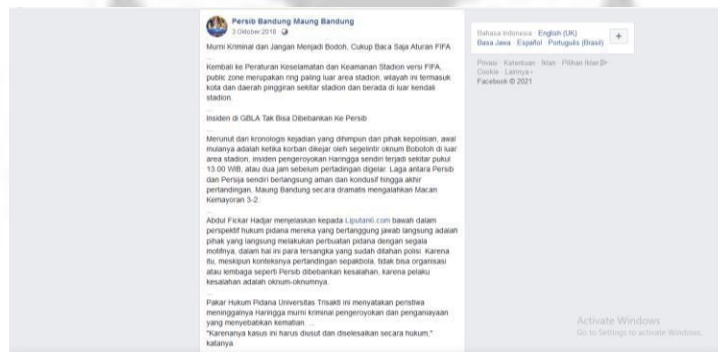 Persib Bandung Maung Bandung
3 Oktober 2018
Murni Kriminal dan Jangan Menjadi Bodoh, Cukup Baca Saja Aturan FIFA
...
Kembali ke Peraturan Keselamatan dan Keamanan Stadion versi FIFA,
public zone merupakan ring paling luar area stadion, wilayah ini termasuk
kota dan daerah pinggiran sekitar stadion dan berada di luar kendali
stadion.
...
Insiden di GBLA Tak Bisa Dibebankan Ke Persib
...
Merunut dari kronologis kejadian yang dihimpun dari pihak kepolisian, awal
mulanya adalah ketika korban dikejar oleh segelintir oknum Bobotoh di luar
area stadion, insiden pengeroyokan Haringga sendiri terjadi sekitar pukul
13.00 WIB, atau dua jam sebelum pertadingan digelar. Laga antara Persib
dan Persija sendiri berlangsung aman dan kondusif hingga akhir
pertandingan, Maung Bandung secara dramatis mengalahkan Macan
Kemayoran 3-2.
...
Abdul Fickar Hadjar menjelaskan kepada Liputan6.com bawah dalam
perspektif hukum pidana mereka yang bertanggung jawab langsung adalah
pihak yang langsung melakukan perbuatan pidana dengan segala
motifnya, dalam hal ini para tersangka yang sudah ditahan polisi. Karena
itu, meskipun konteksnya pertandingan sepakbola, tidak bisa organisasi
atau lembaga seperti Persib dibebankan kesalahan, karena pelaku
kesalahan adalah oknum-oknumnya.
...
Pakar Hukum Pidana Universitas Trisakti ini menyatakan peristiwa
meninggalnya Haringga murni kriminal pengeroyokan dan penganiayaan
yang menyebabkan kematian. ...
"Karenanya kasus ini harus diusut dan diselesaikan secara hukum,"
katanya.
Bahasa Indonesia · English (UK) ·
Basa Jawa · Español · Português (Brasil)
+
Privasi · Ketentuan · Iklan · Pilihan Iklan ·
Cookie · Lainnya
Facebook © 2021
Activate Windows
Go to Settings to activate Windows.